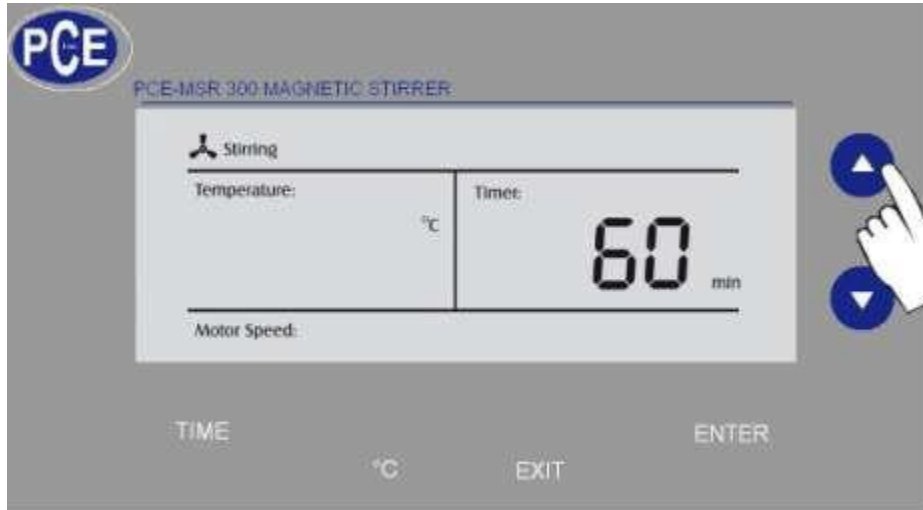 PCE
PCE-MSR 300 MAGNETIC STIRRER
Stirring
Temperature:
°C
Timer:
60 min
Motor Speed:
TIME
ENTER
°C
EXIT